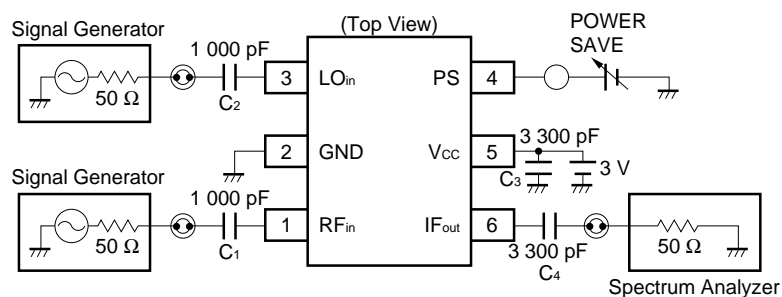 (Top View)
Signal Generator
50 Ω
1 000 pF
C2
3 LOin
PS 4
POWER
SAVE
2 GND
VCC 5
3 300 pF
C3
3 V
Signal Generator
50 Ω
1 000 pF
C1
1 RFin
IFout 6
3 300 pF
C4
50 Ω
Spectrum Analyzer